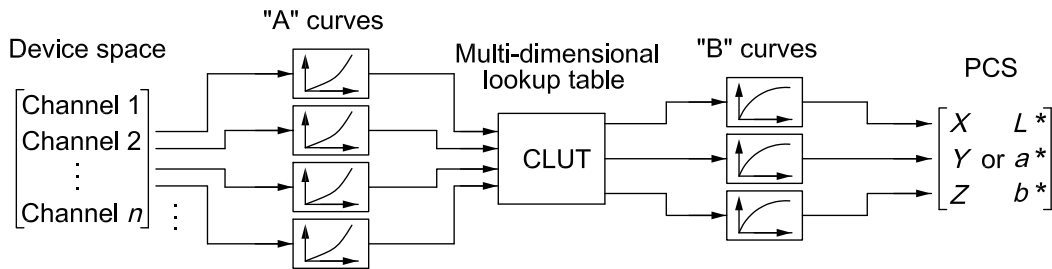 "A" curves
Device space
Multi-dimensional
lookup table
"B" curves
PCS
Channel 1
Channel 2
⋮
Channel n
⋮
CLUT
X L*
Y or a*
Z b*